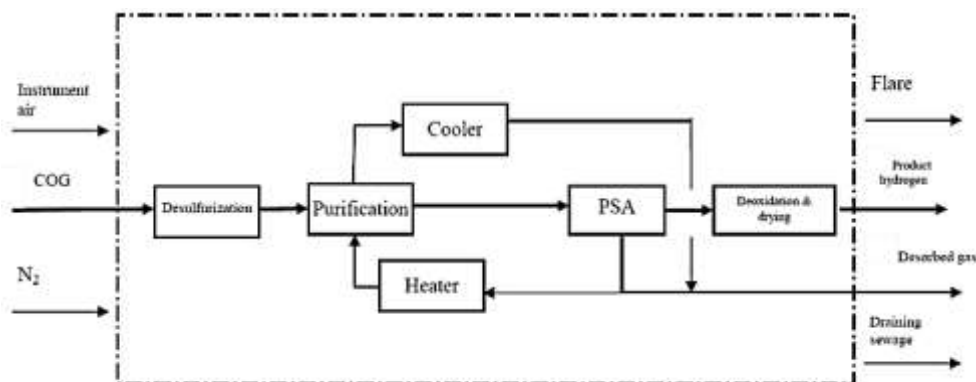 Instrument
air
COG
N2
Desulfurization
Purification
Cooler
Heater
PSA
Deoxidation &
drying
Flare
Product
hydrogen
Desorbed gas
Draining
sewage